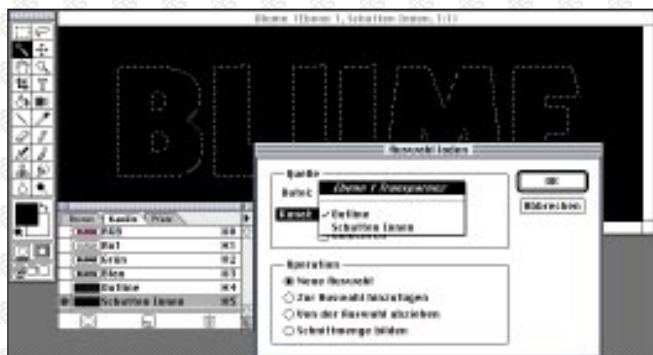 Blume (Ebene 1, Schatten Innen, 1:1)
BLUME
Auswahl laden
Quelle
Datei:
Ebene 1 Transparenz
Kanal:
✓ Outline
Schatten Innen
OK
Abbrechen
Operation
Neue Auswahl
Zur Auswahl hinzufügen
Von der Auswahl abziehen
Schnittmenge bilden
Kanäle
RGB ⌘0
Rot ⌘1
Grün ⌘2
Blau ⌘3
Outline ⌘4
Schatten Innen ⌘5